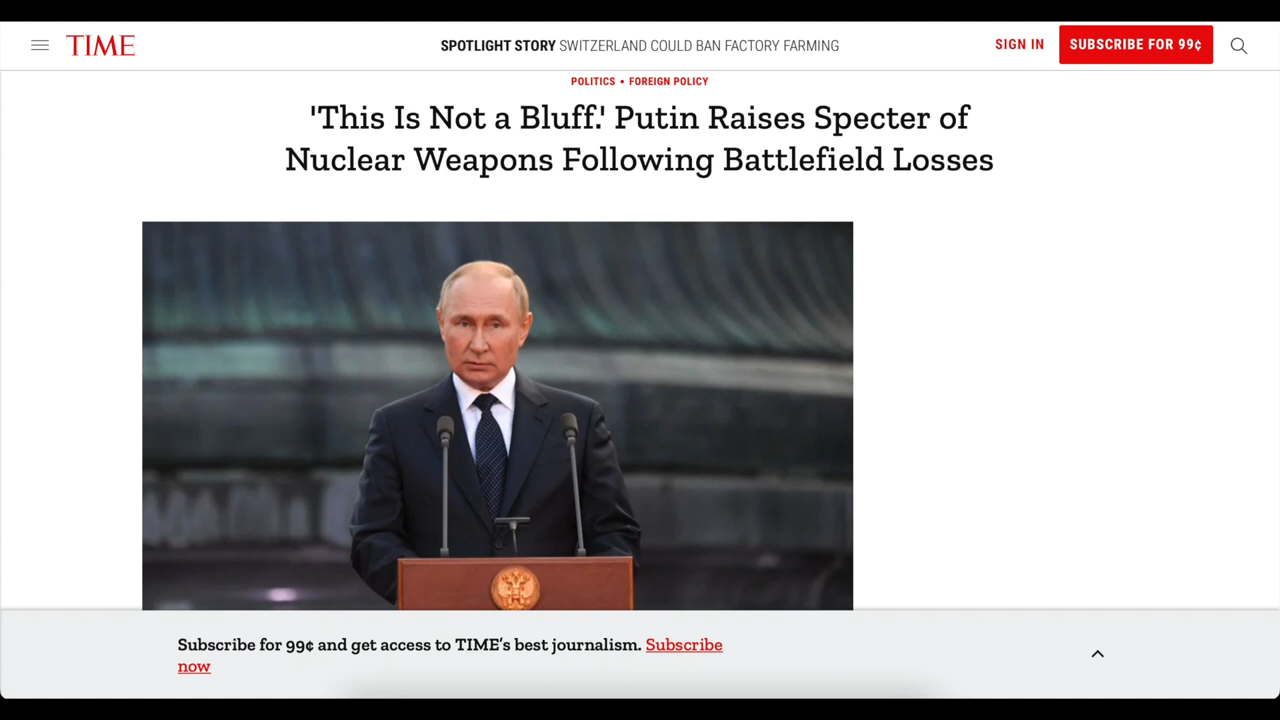 TIME
SPOTLIGHT STORY SWITZERLAND COULD BAN FACTORY FARMING
SIGN IN
SUBSCRIBE FOR 99¢
POLITICS • FOREIGN POLICY
'This Is Not a Bluff.' Putin Raises Specter of
Nuclear Weapons Following Battlefield Losses
Subscribe for 99¢ and get access to TIME's best journalism. Subscribe
now